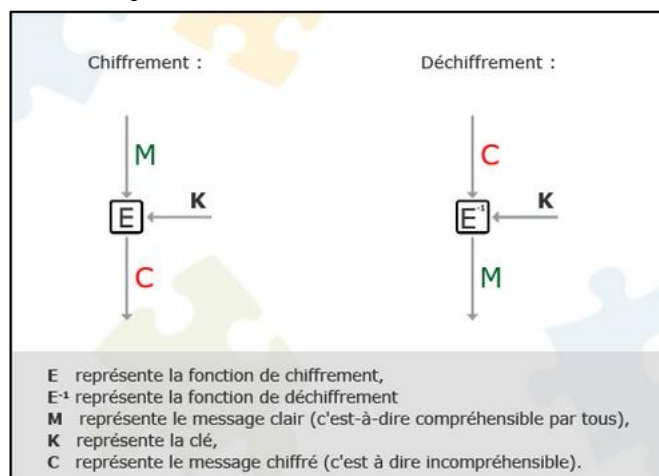 Chiffrement :
Déchiffrement :
M
C
K
K
E
E⁻¹
C
M
E représente la fonction de chiffrement,
E⁻¹ représente la fonction de déchiffrement
M représente le message clair (c'est-à-dire compréhensible par tous),
K représente la clé,
C représente le message chiffré (c'est à dire incompréhensible).